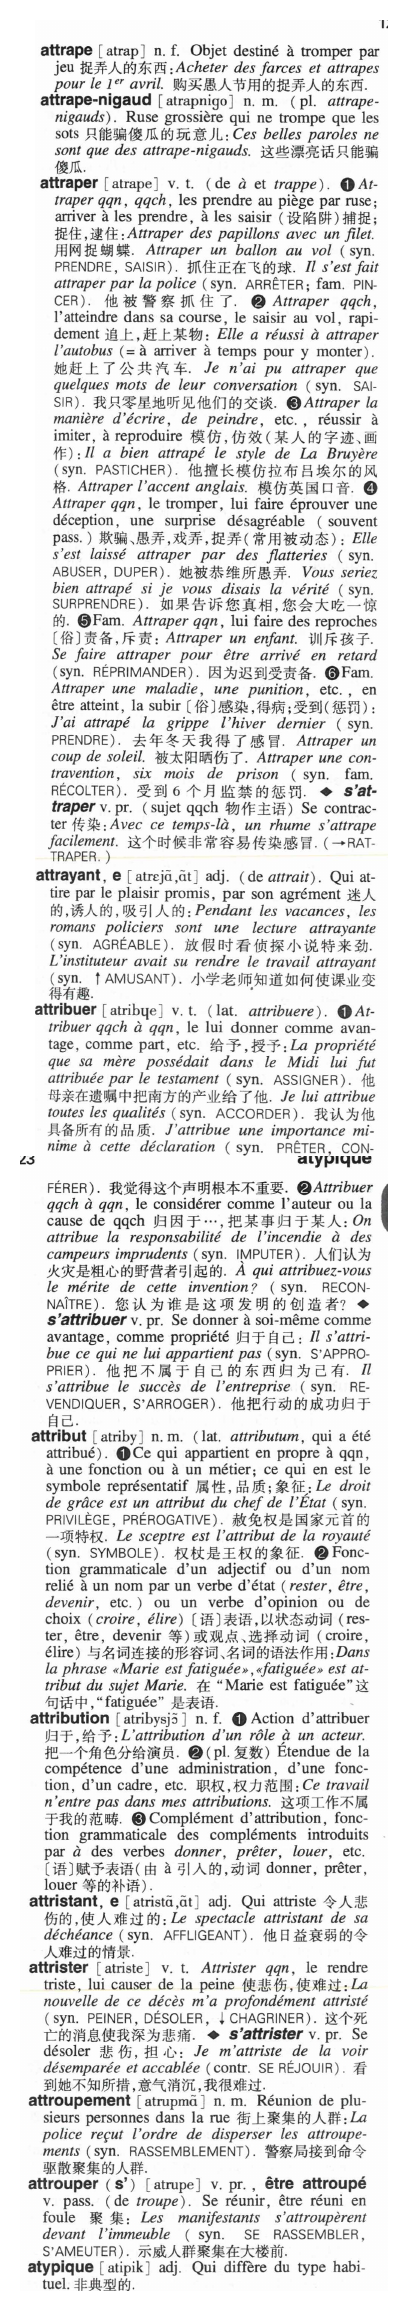 attrape [atrap] n. f. Objet destiné à tromper par
jeu 捉弄人的东西:Acheter des farces et attrapes
pour le 1er avril. 购买愚人节用的捉弄人的东西.
attrape-nigaud [atrapnigo] n. m. (pl. attrape-
nigauds). Ruse grossière qui ne trompe que les
sots 只能骗傻瓜的玩意儿:Ces belles paroles ne
sont que des attrape-nigauds. 这些漂亮话只能骗
傻瓜.
attraper [atrape] v. t. (de à et trappe). ❶At-
traper qqn, qqch, les prendre au piège par ruse;
arriver à les prendre, à les saisir (设陷阱)捕捉;
捉住,逮住:Attraper des papillons avec un filet.
用网捉蝴蝶. Attraper un ballon au vol (syn.
PRENDRE, SAISIR). 抓住正在飞的球. Il s'est fait
attraper par la police (syn. ARRÊTER; fam. PIN-
CER). 他被警察抓住了. ❷Attraper qqch,
l'atteindre dans sa course, le saisir au vol, rapi-
dement 追上,赶上某物: Elle a réussi à attraper
l'autobus (= à arriver à temps pour y monter).
她赶上了公共汽车. Je n'ai pu attraper que
quelques mots de leur conversation (syn. SAI-
SIR). 我只零星地听见他们的交谈. ❸Attraper la
manière d'écrire, de peindre, etc., réussir à
imiter, à reproduire 模仿,仿效(某人的字迹、画
作):Il a bien attrapé le style de La Bruyère
(syn. PASTICHER). 他擅长模仿拉布吕埃尔的风
格. Attraper l'accent anglais. 模仿英国口音. ❹
Attraper qqn, le tromper, lui faire éprouver une
déception, une surprise désagréable (souvent
pass.) 欺骗、愚弄,戏弄,捉弄(常用被动态): Elle
s'est laissé attraper par des flatteries (syn.
ABUSER, DUPER). 她被恭维所愚弄. Vous seriez
bien attrapé si je vous disais la vérité (syn.
SURPRENDRE). 如果告诉您真相,您会大吃一惊
的. ❺Fam. Attraper qqn, lui faire des reproches
[俗]责备,斥责: Attraper un enfant. 训斥孩子.
Se faire attraper pour être arrivé en retard
(syn. RÉPRIMANDER). 因为迟到受责备. ❻Fam.
Attraper une maladie, une punition, etc., en
être atteint, la subir [俗]感染,得病;受到(惩罚):
J'ai attrapé la grippe l'hiver dernier (syn.
PRENDRE). 去年冬天我得了感冒. Attraper un
coup de soleil. 被太阳晒伤了. Attraper une con-
travention, six mois de prison (syn. fam.
RÉCOLTER). 受到6个月监禁的惩罚. ◆ s'at-
traper v. pr. (sujet qqch 物作主语) Se contrac-
ter 传染:Avec ce temps-là, un rhume s'attrape
facilement. 这个时候非常容易传染感冒.(→RAT-
TRAPER.)
attrayant, e [atrɛjɑ̃,ɑ̃t] adj. (de attrait). Qui at-
tire par le plaisir promis, par son agrément 迷人
的,诱人的,吸引人的:Pendant les vacances, les
romans policiers sont une lecture attrayante
(syn. AGRÉABLE). 放假时看侦探小说特来劲.
L'instituteur avait su rendre le travail attrayant
(syn. ↑AMUSANT). 小学老师知道如何使课业变
得有趣.
attribuer [atribɥe] v. t. (lat. attribuere). ❶At-
tribuer qqch à qqn, le lui donner comme avan-
tage, comme part, etc. 给予,授予:La propriété
que sa mère possédait dans le Midi lui fut
attribuée par le testament (syn. ASSIGNER). 他
母亲在遗嘱中把南方的产业给了他. Je lui attribue
toutes les qualités (syn. ACCORDER). 我认为他
具备所有的品质. J'attribue une importance mi-
nime à cette déclaration (syn. PRÊTER, CON-
23 atypique
FÉRER). 我觉得这个声明根本不重要. ❷Attribuer
qqch à qqn, le considérer comme l'auteur ou la
cause de qqch 归因于…,把某事归于某人: On
attribue la responsabilité de l'incendie à des
campeurs imprudents (syn. IMPUTER). 人们认为
火灾是粗心的野营者引起的. À qui attribuez-vous
le mérite de cette invention? (syn. RECON-
NAÎTRE). 您认为谁是这项发明的创造者? ◆
s'attribuer v. pr. Se donner à soi-même comme
avantage, comme propriété 归于自己: Il s'attri-
bue ce qui ne lui appartient pas (syn. S'APPRO-
PRIER). 他把不属于自己的东西归为己有. Il
s'attribue le succès de l'entreprise (syn. RE-
VENDIQUER, S'ARROGER). 他把行动的成功归于
自己.
attribut [atriby] n. m. (lat. attributum, qui a été
attribué). ❶Ce qui appartient en propre à qqn,
à une fonction ou à un métier; ce qui en est le
symbole représentatif 属性,品质;象征:Le droit
de grâce est un attribut du chef de l'État (syn.
PRIVILÈGE, PRÉROGATIVE). 赦免权是国家元首的
一项特权. Le sceptre est l'attribut de la royauté
(syn. SYMBOLE). 权杖是王权的象征. ❷Fonc-
tion grammaticale d'un adjectif ou d'un nom
relié à un nom par un verbe d'état (rester, être,
devenir, etc.) ou un verbe d'opinion ou de
choix (croire, élire) [语]表语,以状态动词(res-
ter, être, devenir 等)或观点、选择动词 (croire,
élire) 与名词连接的形容词、名词的语法作用:Dans
la phrase «Marie est fatiguée»,«fatiguée» est at-
tribut du sujet Marie. 在“Marie est fatiguée”这
句话中,“fatiguée”是表语.
attribution [atribysjɔ̃] n. f. ❶ Action d'attribuer
归于,给予:L'attribution d'un rôle à un acteur.
把一个角色分给演员. ❷(pl. 复数) Étendue de la
compétence d'une administration, d'une fonc-
tion, d'un cadre, etc. 职权,权力范围:Ce travail
n'entre pas dans mes attributions. 这项工作不属
于我的范畴. ❸Complément d'attribution, fonc-
tion grammaticale des compléments introduits
par à des verbes donner, prêter, louer, etc.
[语]赋予表语(由 à 引入的,动词 donner, prêter,
louer 等的补语).
attristant, e [atristɑ̃,ɑ̃t] adj. Qui attriste 令人悲
伤的,使人难过的:Le spectacle attristant de sa
déchéance (syn. AFFLIGEANT). 他日益衰弱的令
人难过的情景.
attrister [atriste] v. t. Attrister qqn, le rendre
triste, lui causer de la peine 使悲伤,使难过:La
nouvelle de ce décès m'a profondément attristé
(syn. PEINER, DÉSOLER, ↓CHAGRINER). 这个死
亡的消息使我深为悲痛. ◆ s'attrister v. pr. Se
désoler 悲伤,担心: Je m'attriste de la voir
désemparée et accablée (contr. SE RÉJOUIR). 看
到她不知所措,意气消沉,我很难过.
attroupement [atrupmɑ̃] n. m. Réunion de plu-
sieurs personnes dans la rue 街上聚集的人群:La
police reçut l'ordre de disperser les attroupe-
ments (syn. RASSEMBLEMENT). 警察局接到命令
驱散聚集的人群.
attrouper (s') [atrupe] v. pr., être attroupé
v. pass. (de troupe). Se réunir, être réuni en
foule 聚集: Les manifestants s'attroupèrent
devant l'immeuble (syn. SE RASSEMBLER,
S'AMEUTER). 示威人群聚集在大楼前.
atypique [atipik] adj. Qui diffère du type habi-
tuel. 非典型的.